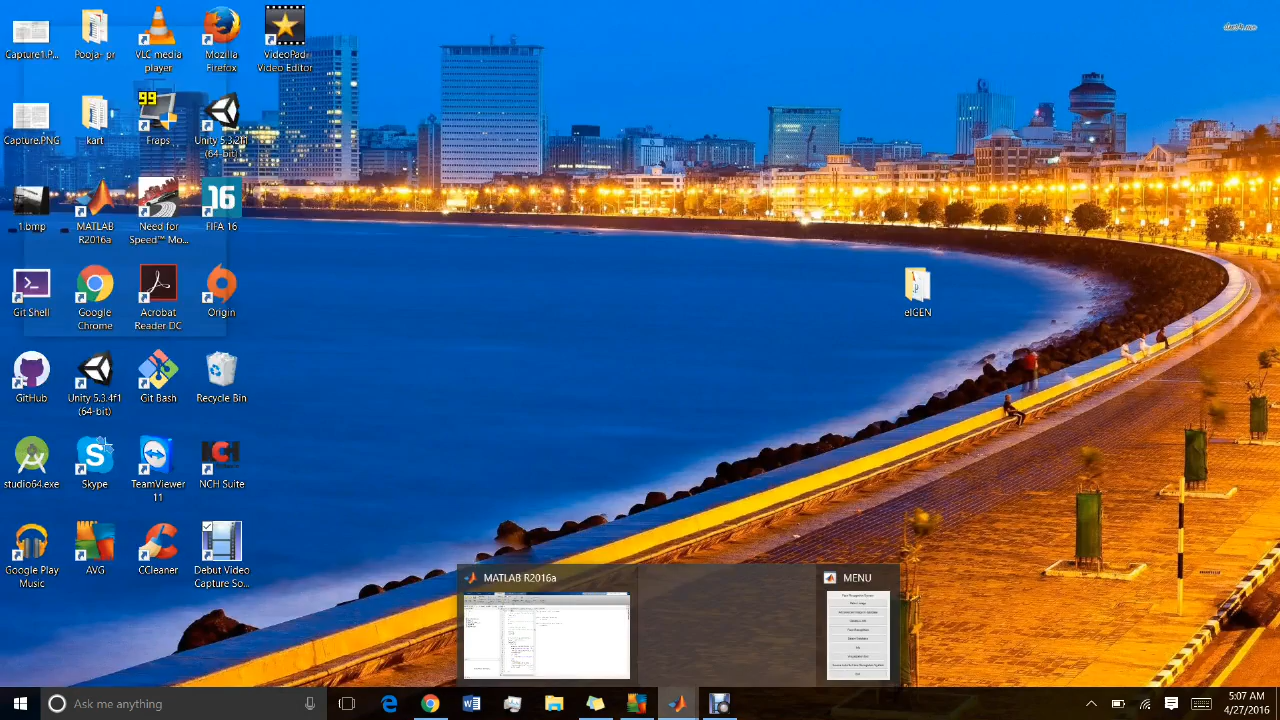 Capture1.P...
Pooja- pr
VLC media
player
Mozilla
Firefox
VideoPad
Video Editor
Capture.PNG
kart
99
Fraps
Unity 5.3.2f1
(64-bit)
1.bmp
MATLAB
R2016a
Need for
Speed™ Mo...
16
FIFA 16
Git Shell
Google
Chrome
Acrobat
Reader DC
Origin
eIGEN
GitHub
Unity 5.3.4f1
(64-bit)
Git Bash
Recycle Bin
studio64.exe
Skype
TeamViewer
11
NCH
NCH Suite
Google Play
Music
AVG
CCleaner
Debut Video
Capture So...
MATLAB R2016a
MENU
Ask me anything
5:07 AM
4/27/2016